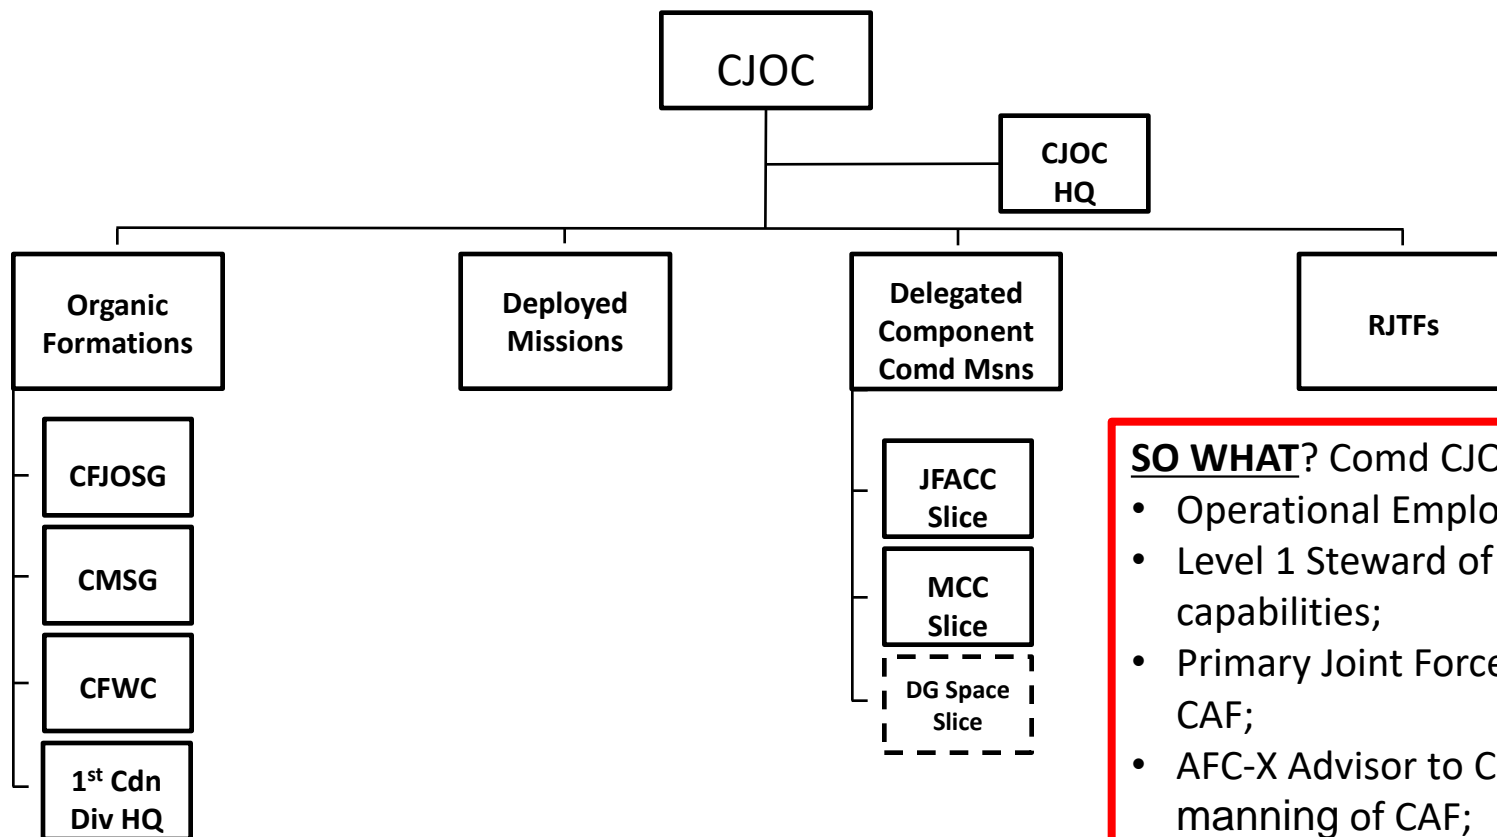 CJOC
CJOC
HQ
Organic
Formations
Deployed
Missions
Delegated
Component
Comd Msns
RJTFs
CFJOSG
CMSG
CFWC
1st Cdn
Div HQ
JFACC
Slice
MCC
Slice
DG Space
Slice
SO WHAT? Comd
• Operational
• Level 1 Steward of
capabilities;
• Primary Joint
CAF;
• AFC-X Advisor to
manning of CAF;